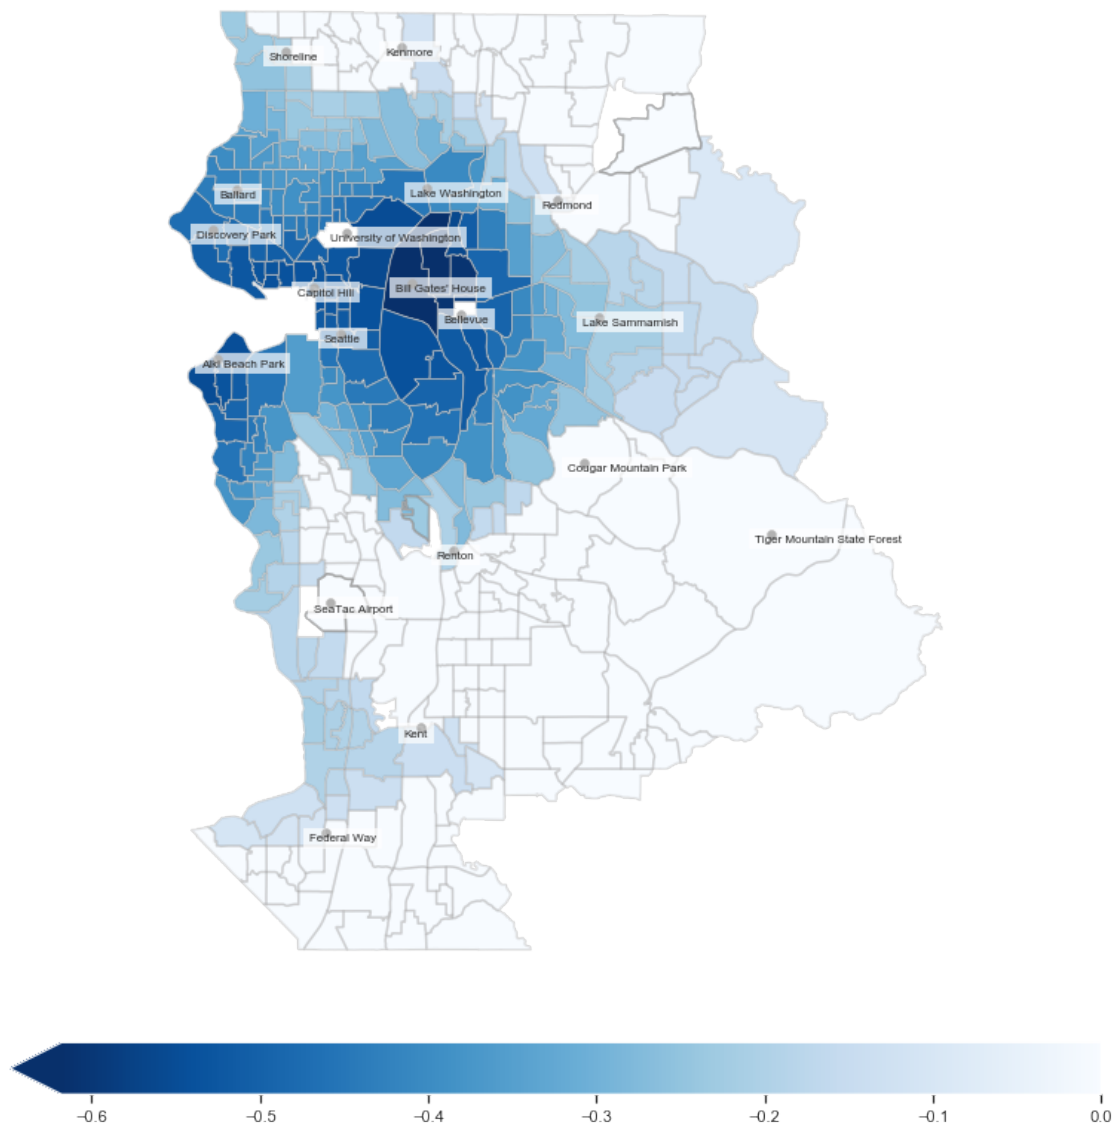 Shoreline
Kenmore
Ballard
Lake Washington
Redmond
Discovery Park
University of Washington
Capitol Hill
Bill Gates' House
Bellevue
Lake Sammamish
Seattle
Alki Beach Park
Cougar Mountain Park
Tiger Mountain State Forest
Renton
SeaTac Airport
Kent
Federal Way
−0.6 −0.5 −0.4 −0.3 −0.2 −0.1 0.0